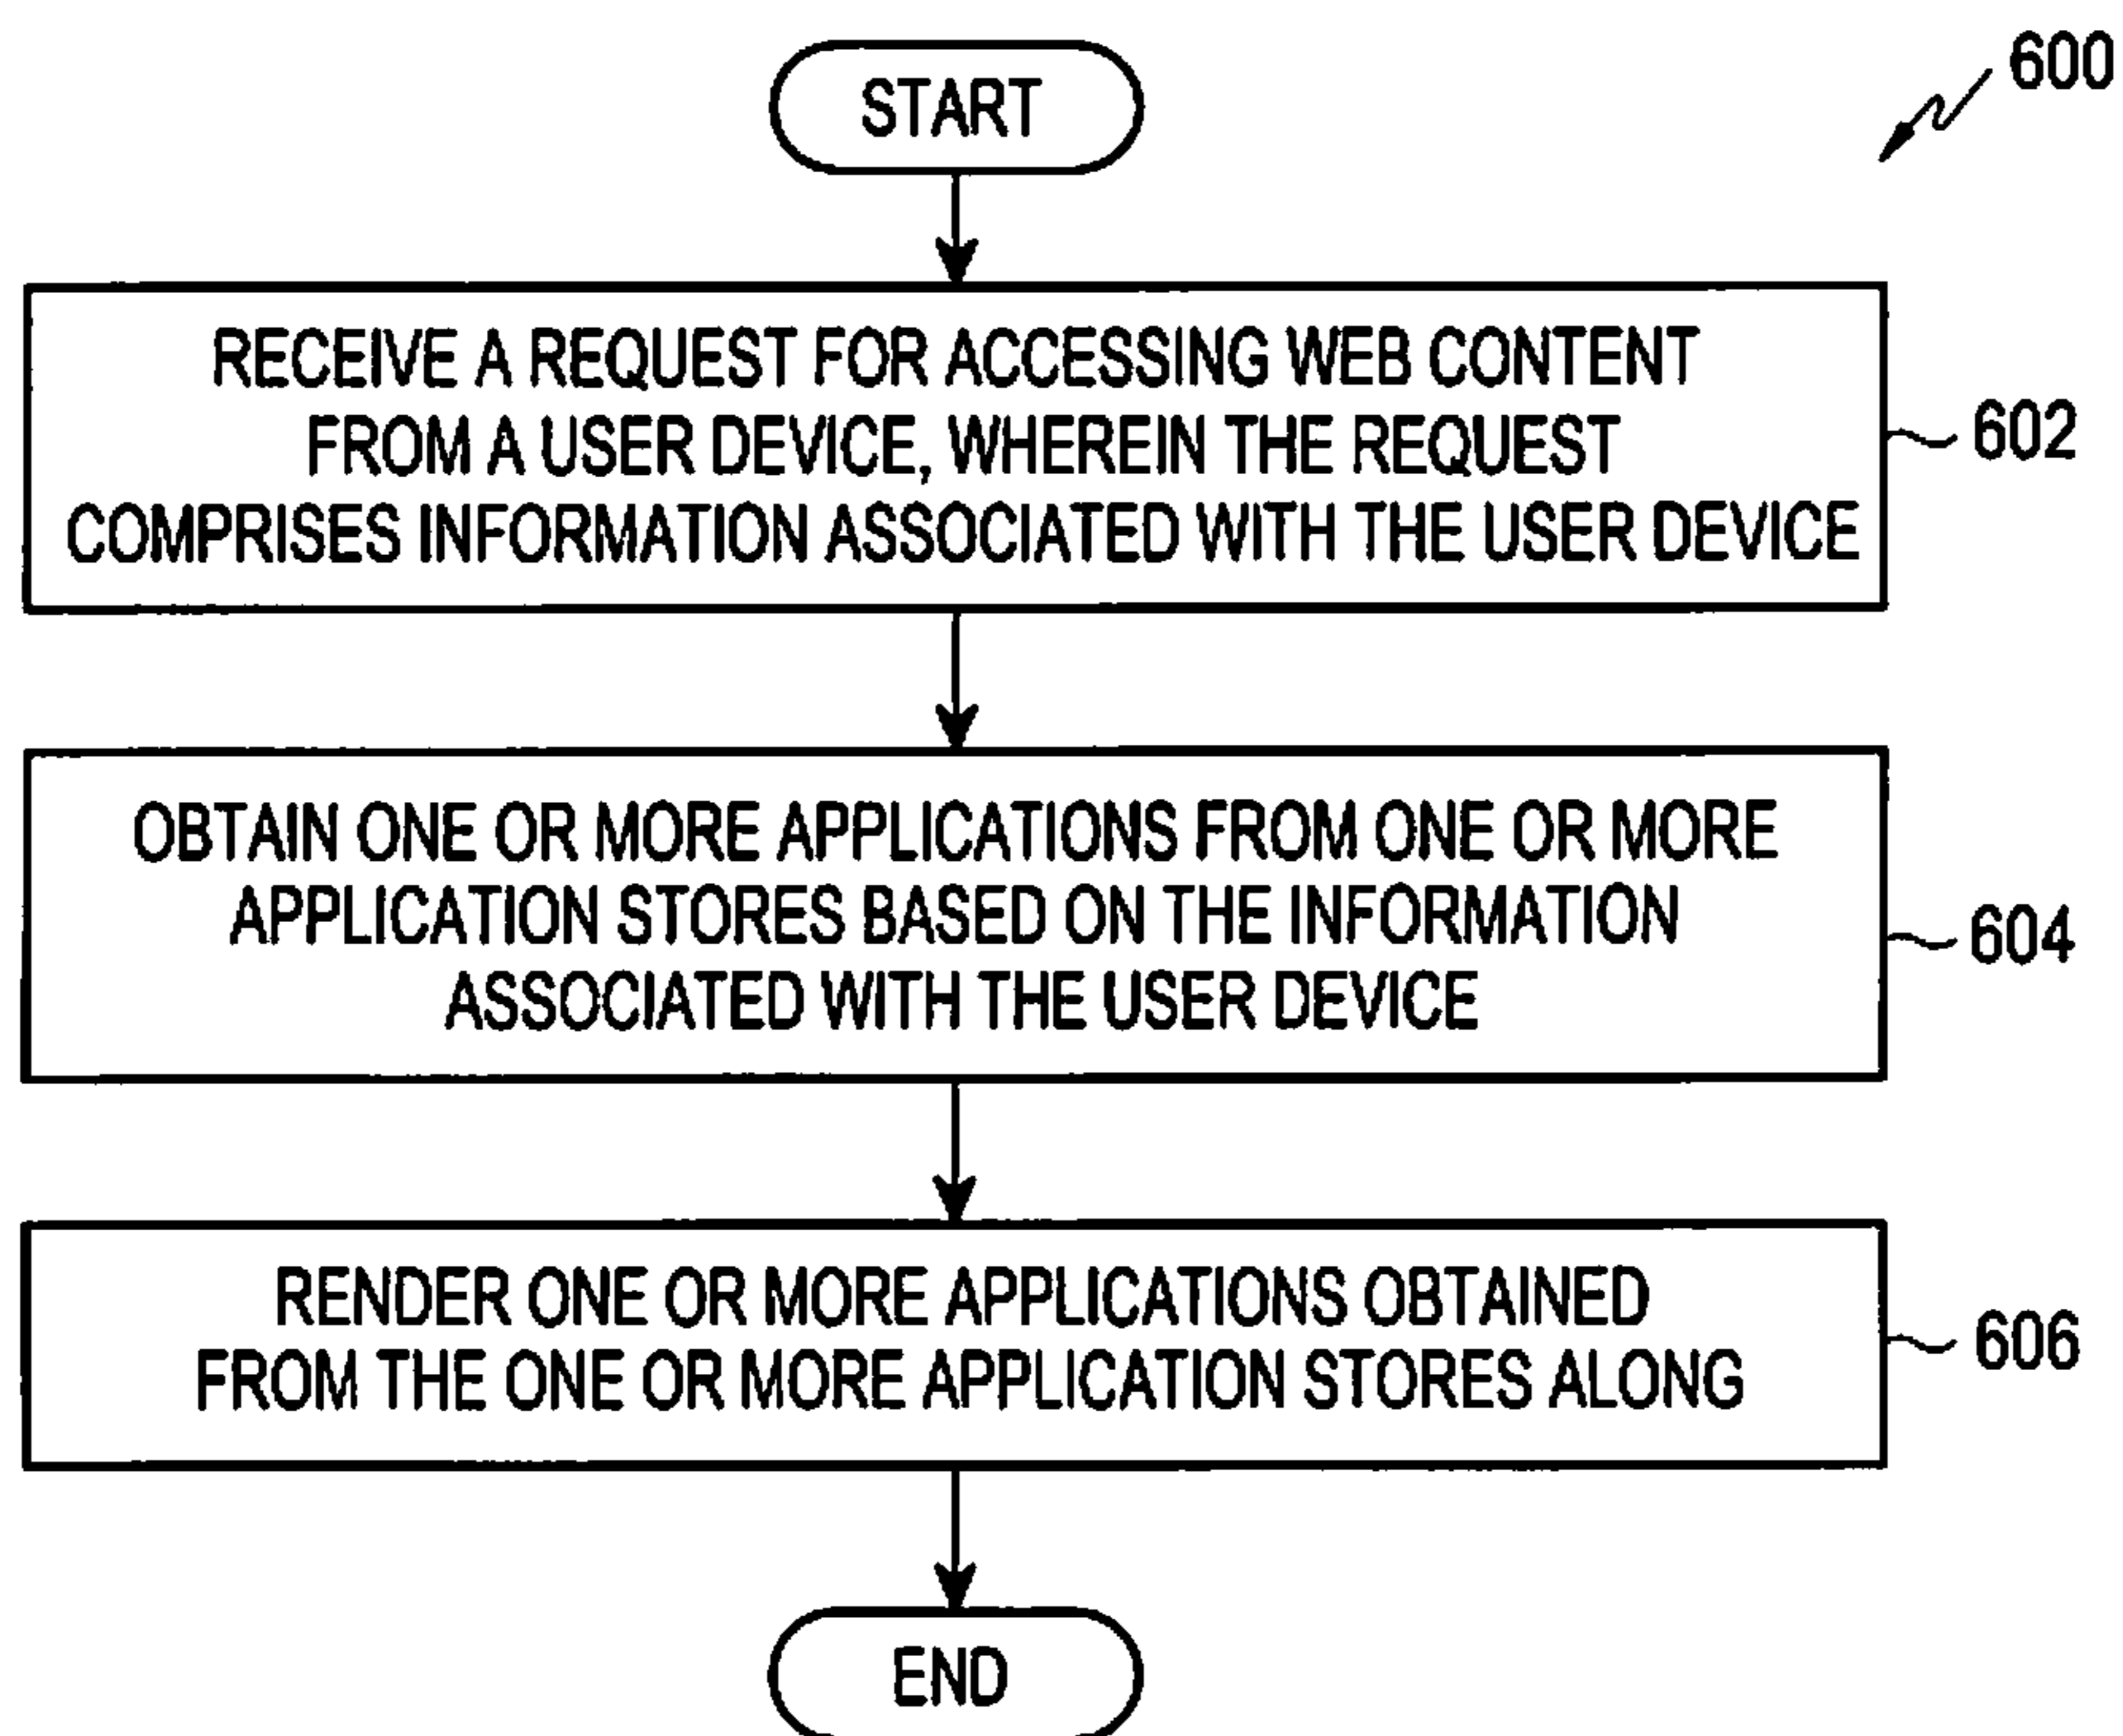 START
600
RECEIVE A REQUEST FOR ACCESSING WEB CONTENT
FROM A USER DEVICE, WHEREIN THE REQUEST
COMPRISES INFORMATION ASSOCIATED WITH THE USER DEVICE
602
OBTAIN ONE OR MORE APPLICATIONS FROM ONE OR MORE
APPLICATION STORES BASED ON THE INFORMATION
ASSOCIATED WITH THE USER DEVICE
604
RENDER ONE OR MORE APPLICATIONS OBTAINED
FROM THE ONE OR MORE APPLICATION STORES ALONG
606
END